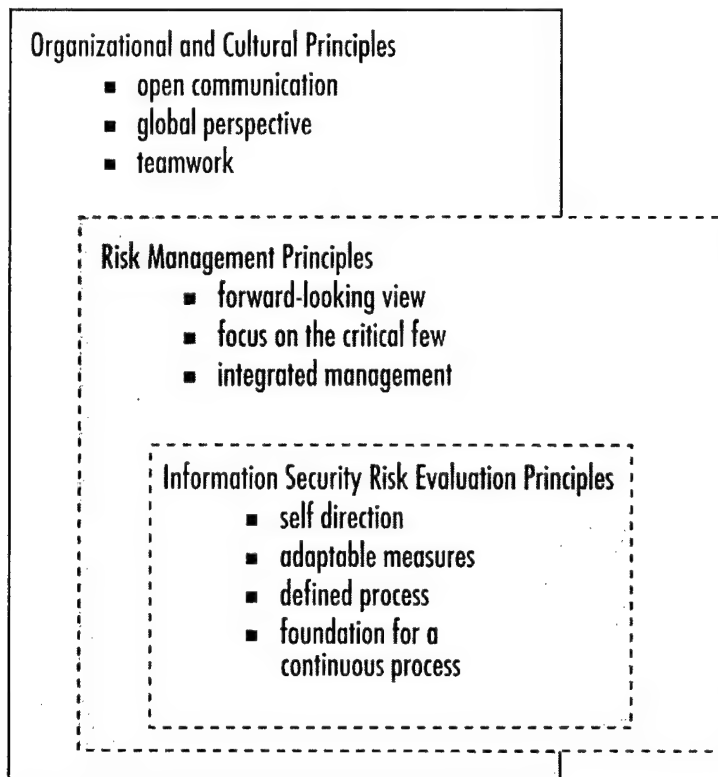 Organizational and Cultural Principles
■ open communication
■ global perspective
■ teamwork
Risk Management Principles
■ forward-looking view
■ focus on the critical few
■ integrated management
Information Security Risk Evaluation Principles
■ self direction
■ adaptable measures
■ defined process
■ foundation for a
continuous process